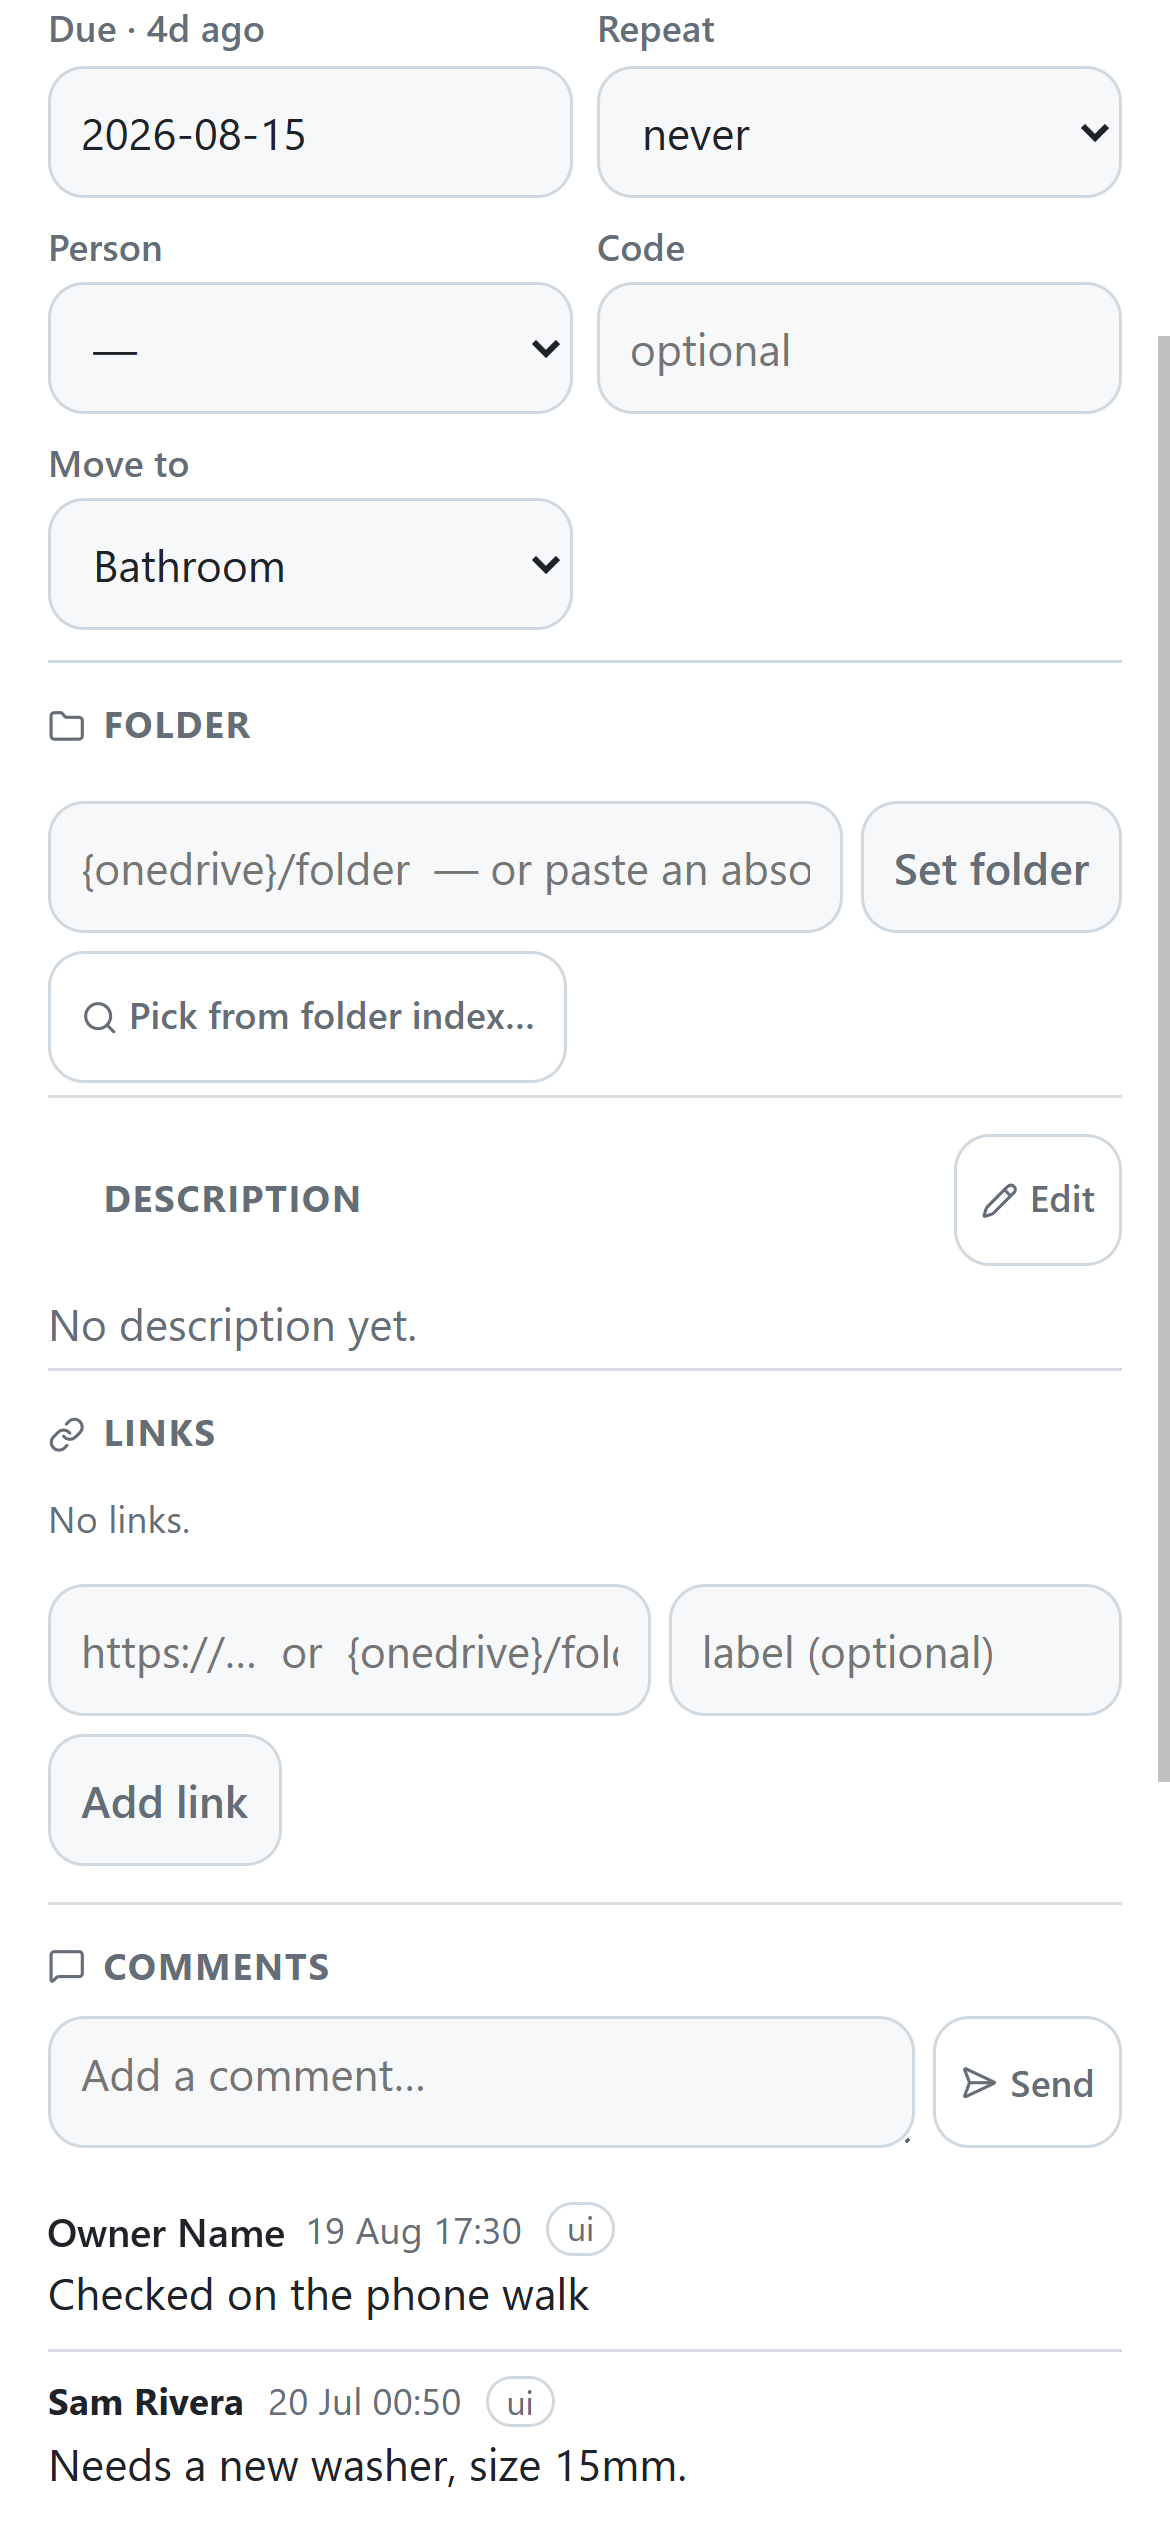 Due · 4d ago
Repeat
2026-08-15
never
Person
Code
—
optional
Move to
Bathroom
FOLDER
{onedrive}/folder — or paste an abso
Set folder
Pick from folder index...
DESCRIPTION
Edit
No description yet.
LINKS
No links.
https://... or {onedrive}/fol
label (optional)
Add link
COMMENTS
Add a comment...
Send
Owner Name 19 Aug 17:30 ui
Checked on the phone walk
Sam Rivera 20 Jul 00:50 ui
Needs a new washer, size 15mm.